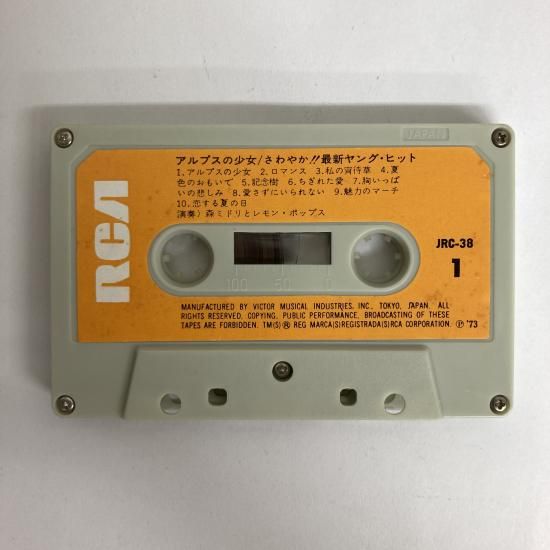 JAPAN
アルプスの少女/さわやか!!最新ヤング・ヒット
1.アルプスの少女 2.ロマンス 3.私の宵待草 4.夏
色のおもいで 5.記念樹 6.ちぎれた愛 7.胸いっぱ
いの悲しみ 8.愛さずにいられない 9.魅力のマーチ
10.恋する夏の日
演奏)森ミドリとレモン・ポップス
RCA
JRC-38
1
100 50 0
MANUFACTURED BY VICTOR MUSICAL INDUSTRIES, INC., TOKYO, JAPAN. ALL
RIGHTS RESERVED. COPYING, PUBLIC PERFORMANCE, BROADCASTING OF THESE
TAPES ARE FORBIDDEN. TM(S)® REG MARCA(S)REGISTRADA(S)RCA CORPORATION. ℗ '73